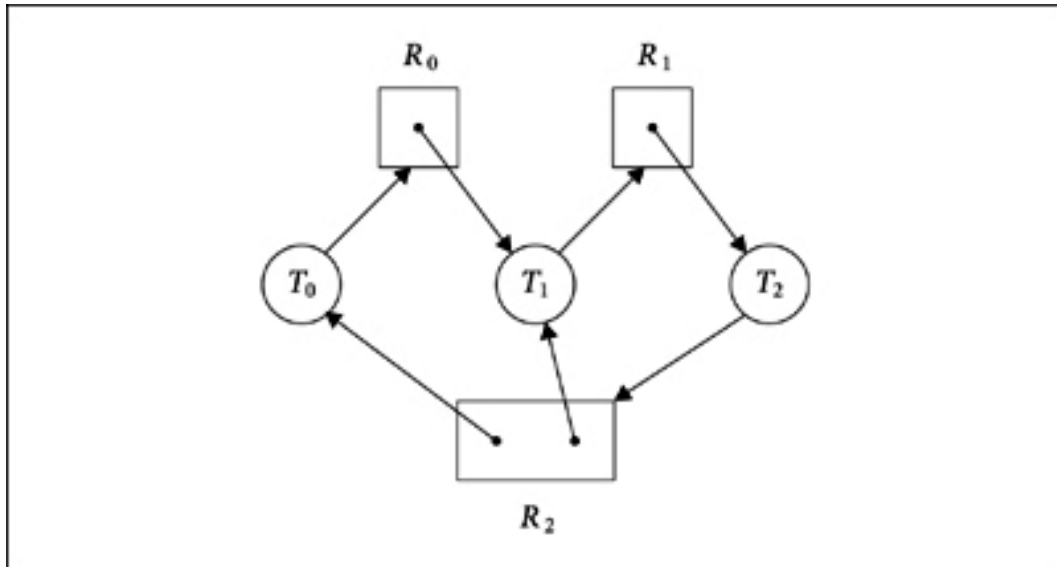 R₀ R₁
T₀ T₁ T₂
R₂